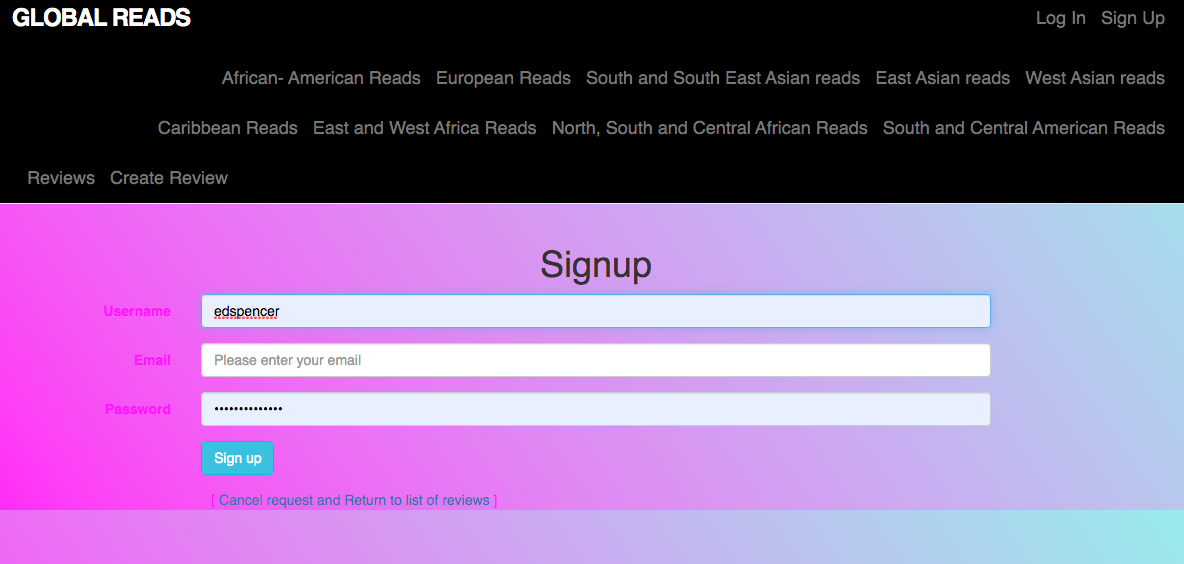 GLOBAL READS Log In Sign Up
African- American Reads European Reads South and South East Asian reads East Asian reads West Asian reads
Caribbean Reads East and West Africa Reads North, South and Central African Reads South and Central American Reads
Reviews Create Review
Signup
Username edspencer
Email Please enter your email
Password ••••••••••••••
Sign up
[ Cancel request and Return to list of reviews ]